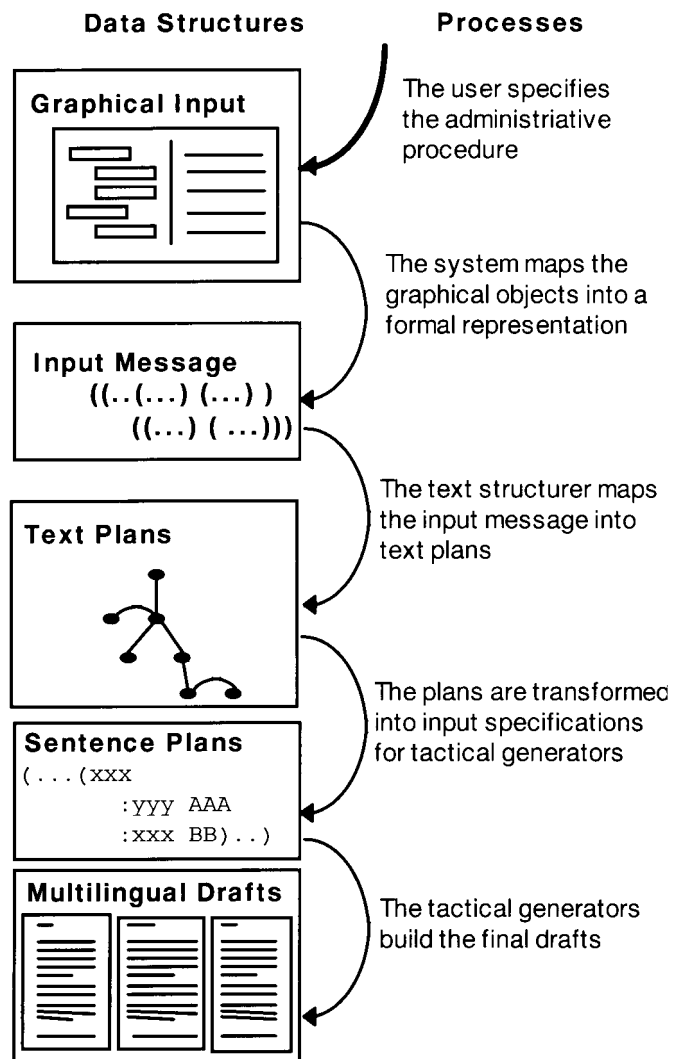 Data Structures
Processes
Graphical Input
The user specifies
the administriative
procedure
The system maps the
graphical objects into a
formal representation
Input Message
((..(...) (...) )
((...) ( ...)))
The text structurer maps
the input message into
text plans
Text Plans
The plans are transformed
into input specifications
for tactical generators
Sentence Plans
(...(xxx
:yyy AAA
:xxx BB)..)
Multilingual Drafts
The tactical generators
build the final drafts